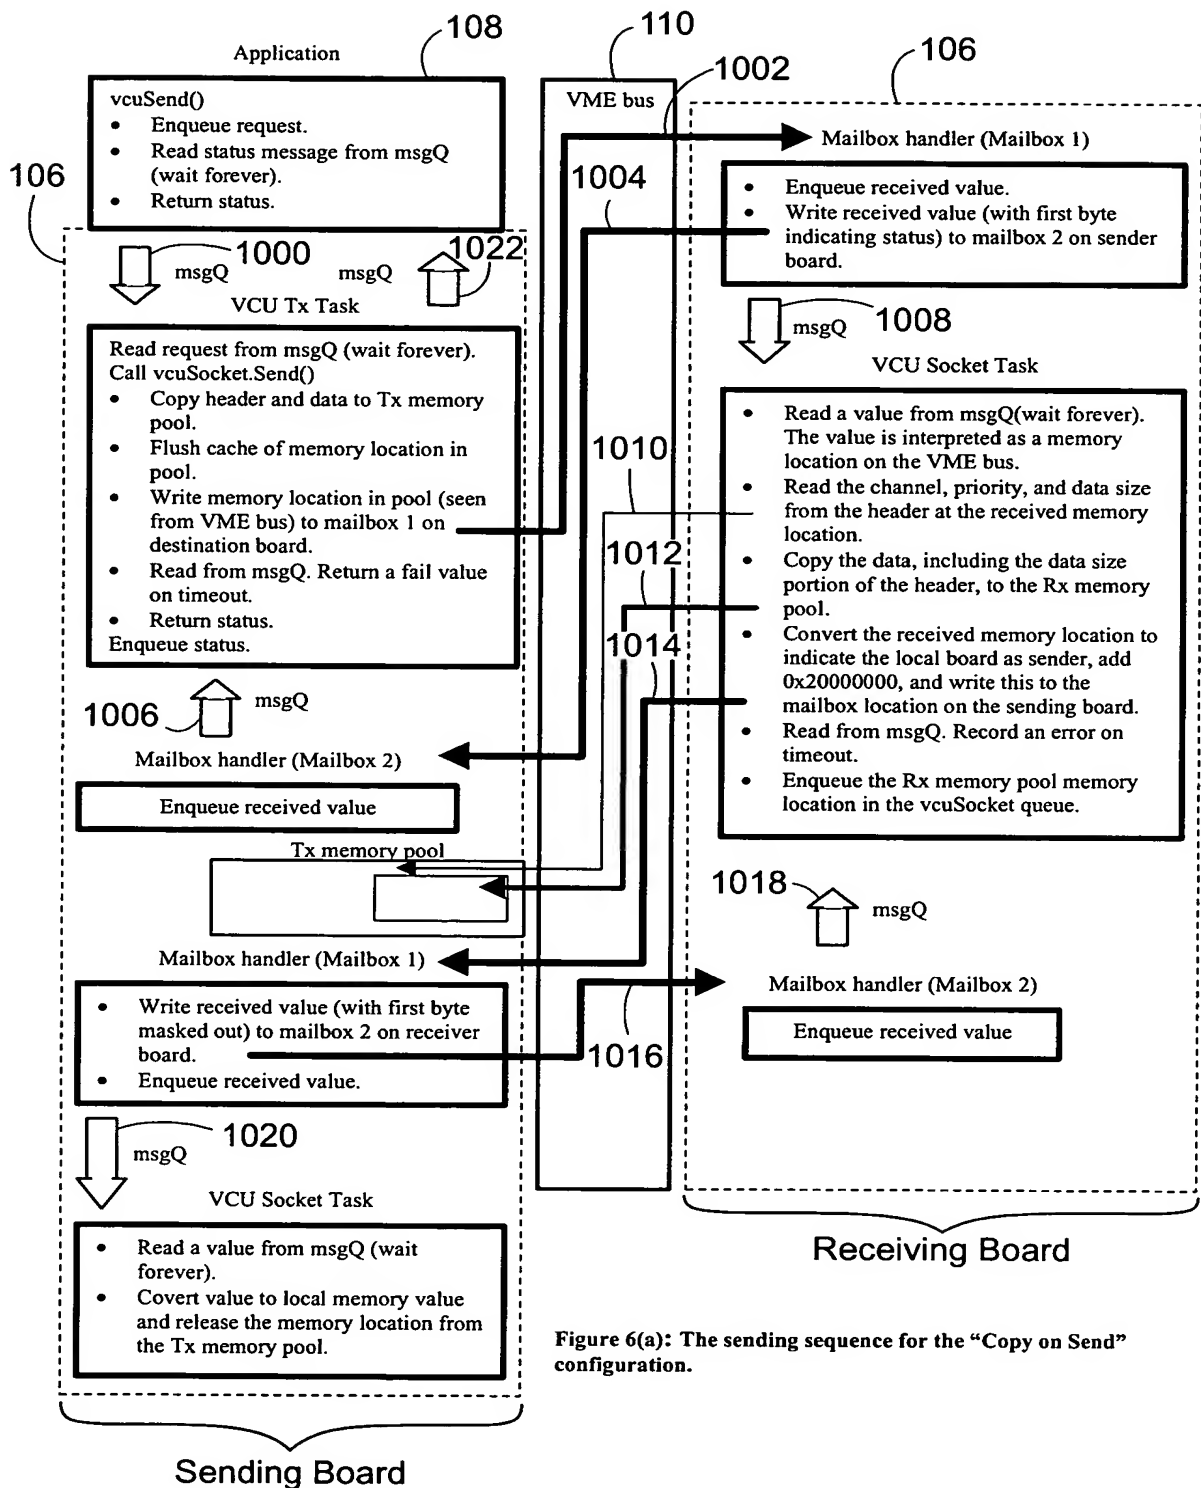 108
110
1002
106
Application
vcuSend()
• Enqueue request.
• Read status message from msgQ
(wait forever).
• Return status.
VME bus
Mailbox handler (Mailbox 1)
• Enqueue received value.
• Write received value (with first byte
indicating status) to mailbox 2 on sender
board.
106
1004
1000
msgQ
msgQ
1022
VCU Tx Task
msgQ
1008
VCU Socket Task
Read request from msgQ (wait forever).
Call vcuSocket.Send()
• Copy header and data to Tx memory
pool.
• Flush cache of memory location in
pool.
• Write memory location in pool (seen
from VME bus) to mailbox 1 on
destination board.
• Read from msgQ. Return a fail value
on timeout.
• Return status.
Enqueue status.
1010
1012
1014
• Read a value from msgQ(wait forever).
The value is interpreted as a memory
location on the VME bus.
• Read the channel, priority, and data size
from the header at the received memory
location.
• Copy the data, including the data size
portion of the header, to the Rx memory
pool.
• Convert the received memory location to
indicate the local board as sender, add
0x20000000, and write this to the
mailbox location on the sending board.
• Read from msgQ. Record an error on
timeout.
• Enqueue the Rx memory pool memory
location in the vcuSocket queue.
1006
msgQ
Mailbox handler (Mailbox 2)
Enqueue received value
Tx memory pool
1018
msgQ
Mailbox handler (Mailbox 1)
Mailbox handler (Mailbox 2)
Enqueue received value
• Write received value (with first byte
masked out) to mailbox 2 on receiver
board.
• Enqueue received value.
1016
1020
msgQ
VCU Socket Task
• Read a value from msgQ (wait
forever).
• Covert value to local memory value
and release the memory location from
the Tx memory pool.
Receiving Board
Figure 6(a): The sending sequence for the “Copy on Send”
configuration.
Sending Board